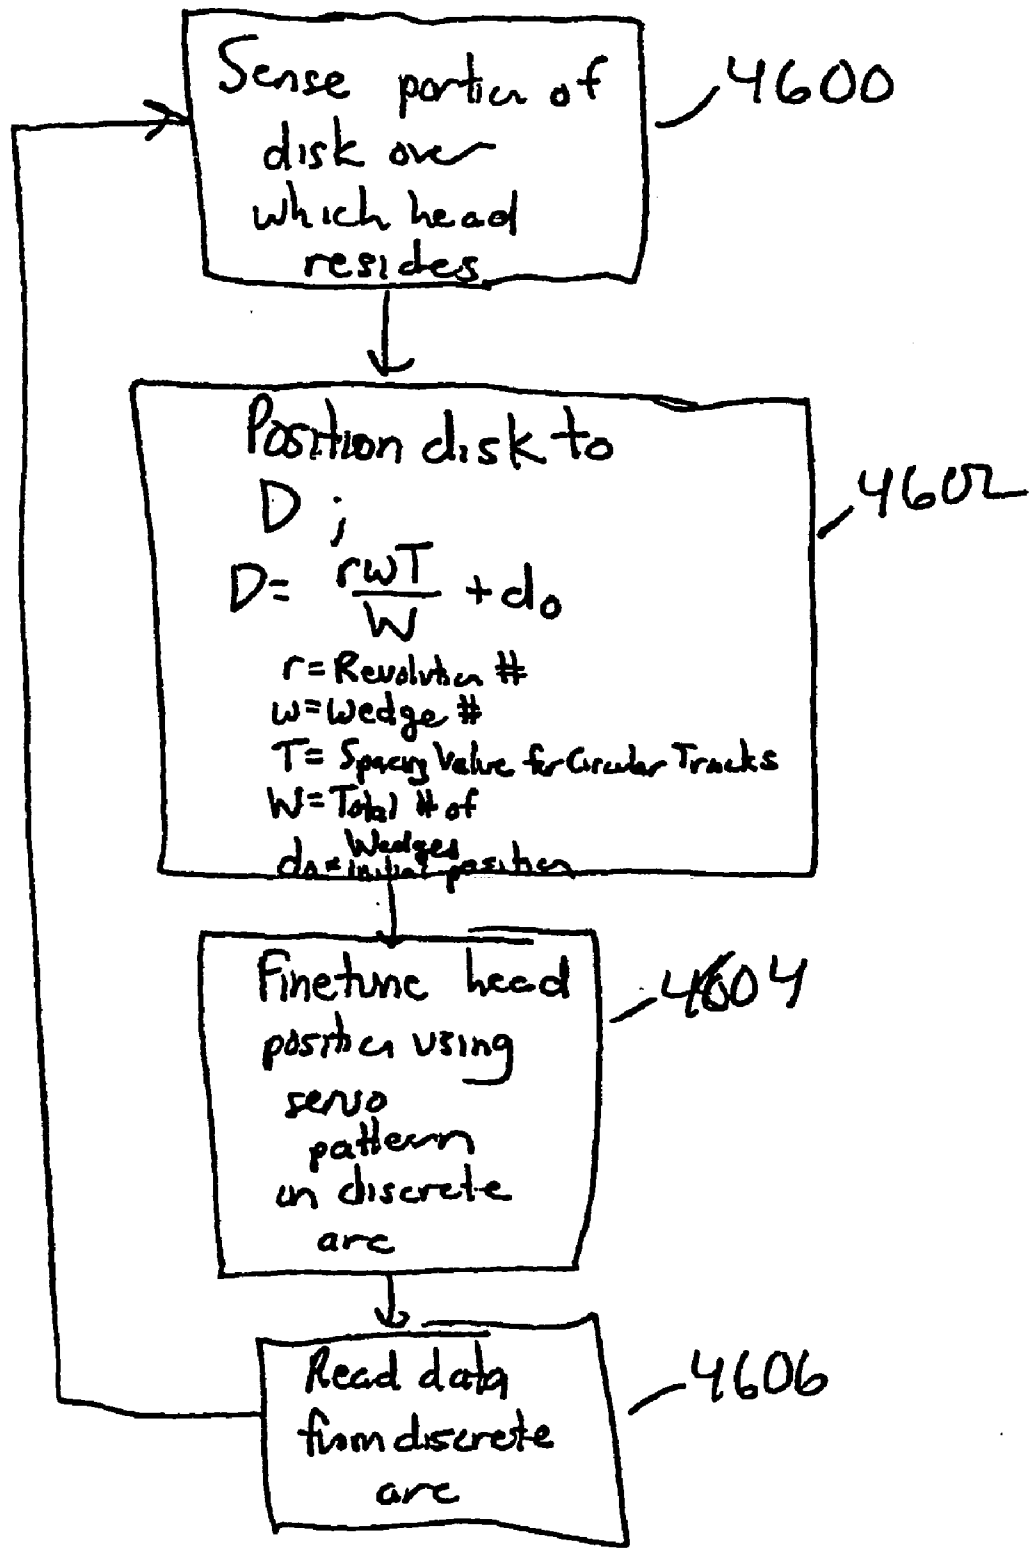 Sense portion of
disk over
which head
resides
4600
Position disk to
D ;
D = rwT/W + do
r = Revolution #
w = Wedge #
T = Spacing Value for Circular Tracks
W = Total # of
Wedges
do = initial position
4602
Finetune head
position using
servo
pattern
on discrete
arc
4604
Read data
from discrete
arc
4606